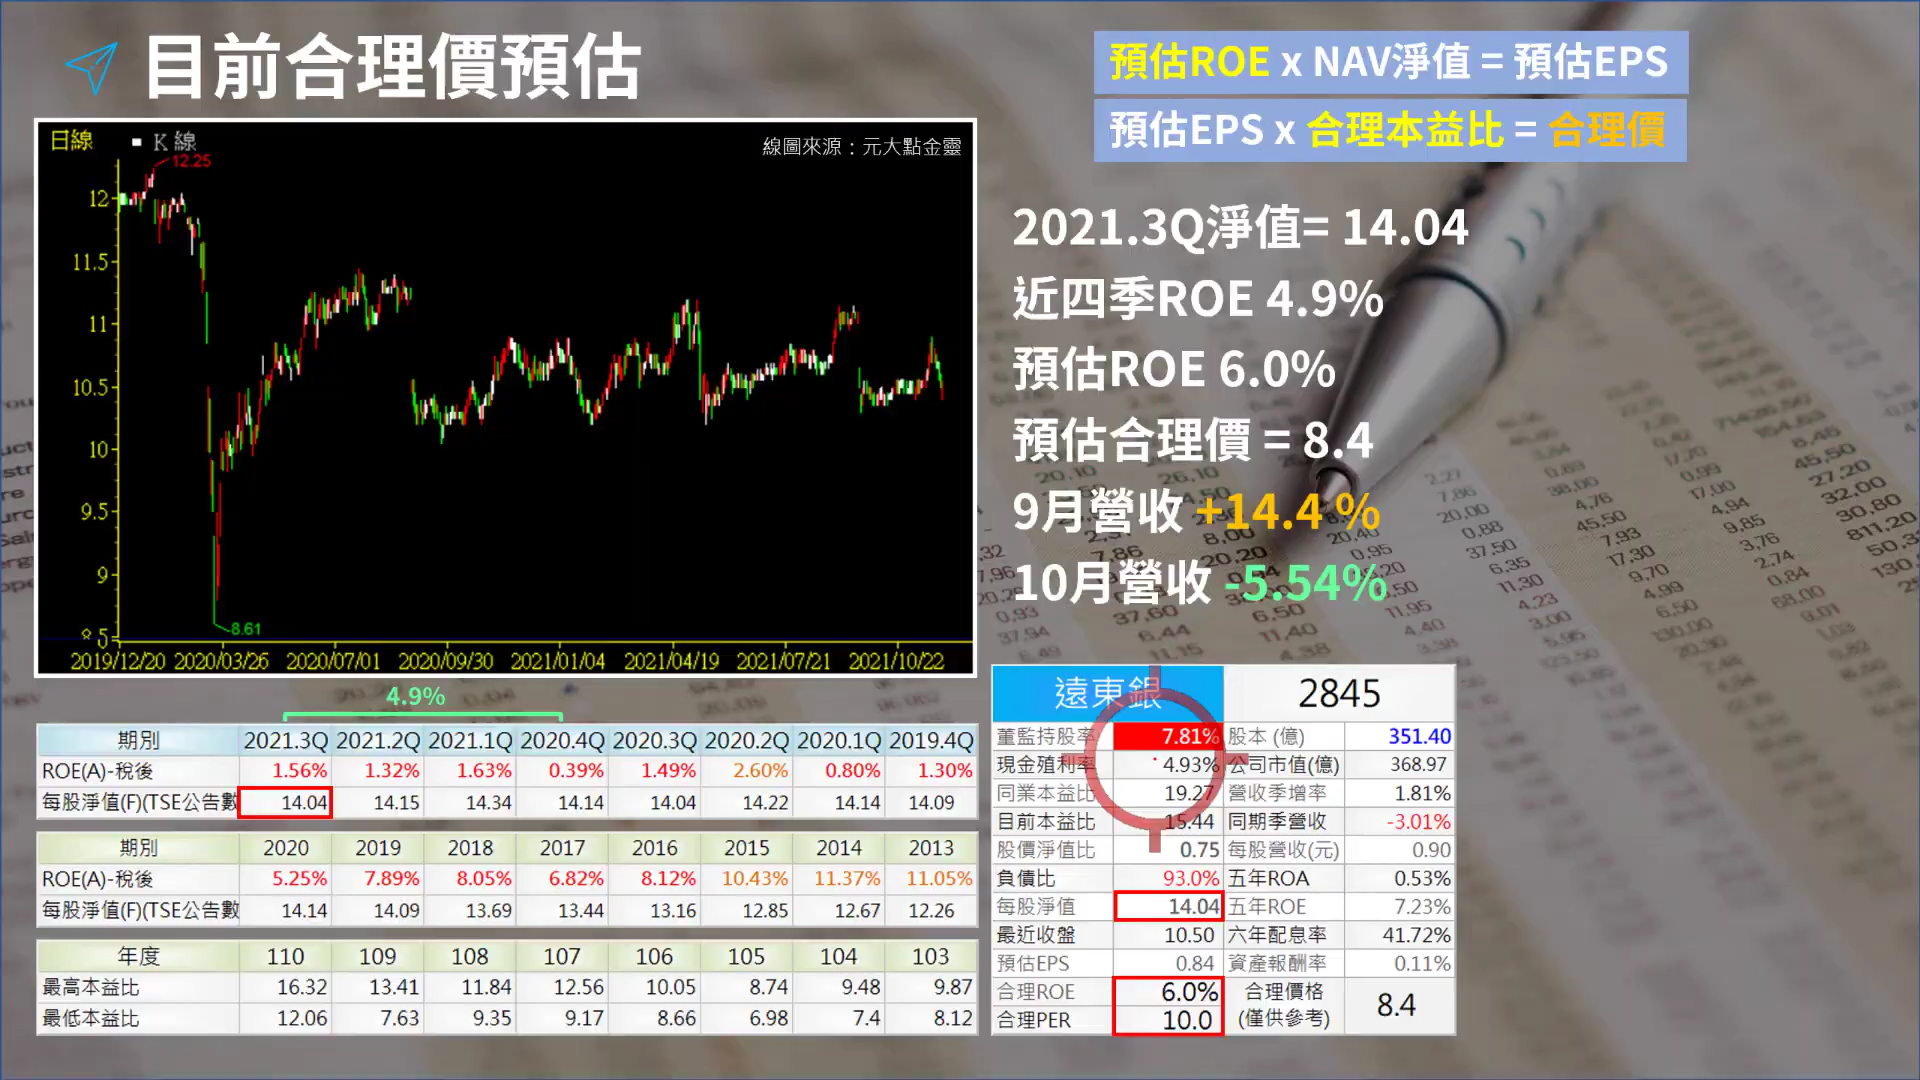 目前合理價預估
預估ROE x NAV淨值 = 預估EPS
預估EPS x 合理本益比 = 合理價
日線 K 線
線圖來源：元大點金靈
12.25
12
11.5
11
10.5
10
9.5
9
8.5
8.61
2019/12/20 2020/03/26 2020/07/01 2020/09/30 2021/01/04 2021/04/19 2021/07/21 2021/10/22
2021.3Q淨值= 14.04
近四季ROE 4.9%
預估ROE 6.0%
預估合理價 = 8.4
9月營收 +14.4 %
10月營收 -5.54%
4.9%
期別 2021.3Q 2021.2Q 2021.1Q 2020.4Q 2020.3Q 2020.2Q 2020.1Q 2019.4Q
ROE(A)-稅後 1.56% 1.32% 1.63% 0.39% 1.49% 2.60% 0.80% 1.30%
每股淨值(F)(TSE公告數 14.04 14.15 14.34 14.14 14.04 14.22 14.14 14.09
期別 2020 2019 2018 2017 2016 2015 2014 2013
ROE(A)-稅後 5.25% 7.89% 8.05% 6.82% 8.12% 10.43% 11.37% 11.05%
每股淨值(F)(TSE公告數 14.14 14.09 13.69 13.44 13.16 12.85 12.67 12.26
年度 110 109 108 107 106 105 104 103
最高本益比 16.32 13.41 11.84 12.56 10.05 8.74 9.48 9.87
最低本益比 12.06 7.63 9.35 9.17 8.66 6.98 7.4 8.12
遠東銀 2845
董監持股率 7.81% 股本 (億) 351.40
現金殖利率 4.93% 公司市值(億) 368.97
同業本益比 19.27 營收季增率 1.81%
目前本益比 15.44 同期季營收 -3.01%
股價淨值比 0.75 每股營收(元) 0.90
負債比 93.0% 五年ROA 0.53%
每股淨值 14.04 五年ROE 7.23%
最近收盤 10.50 六年配息率 41.72%
預估EPS 0.84 資產報酬率 0.11%
合理ROE 6.0% 合理價格 8.4
合理PER 10.0 (僅供參考)